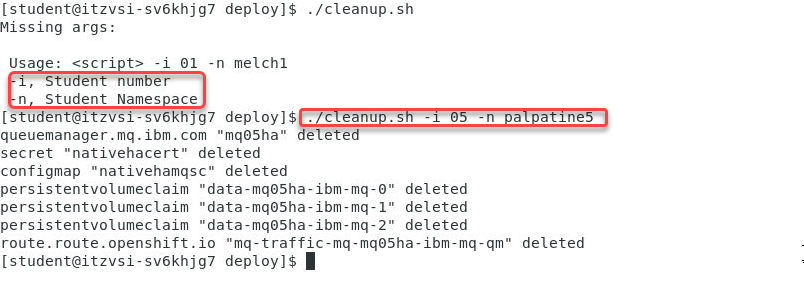 [student@itzvsi-sv6khjg7 deploy]$ ./cleanup.sh
Missing args:
Usage: <script> -i 01 -n melch1
-i, Student number
-n, Student Namespace
[student@itzvsi-sv6khjg7 deploy]$ ./cleanup.sh -i 05 -n palpatine5
queuemanager.mq.ibm.com "mq05ha" deleted
secret "nativehacert" deleted
configmap "nativehamqsc" deleted
persistentvolumeclaim "data-mq05ha-ibm-mq-0" deleted
persistentvolumeclaim "data-mq05ha-ibm-mq-1" deleted
persistentvolumeclaim "data-mq05ha-ibm-mq-2" deleted
route.route.openshift.io "mq-traffic-mq-mq05ha-ibm-mq-qm" deleted
[student@itzvsi-sv6khjg7 deploy]$